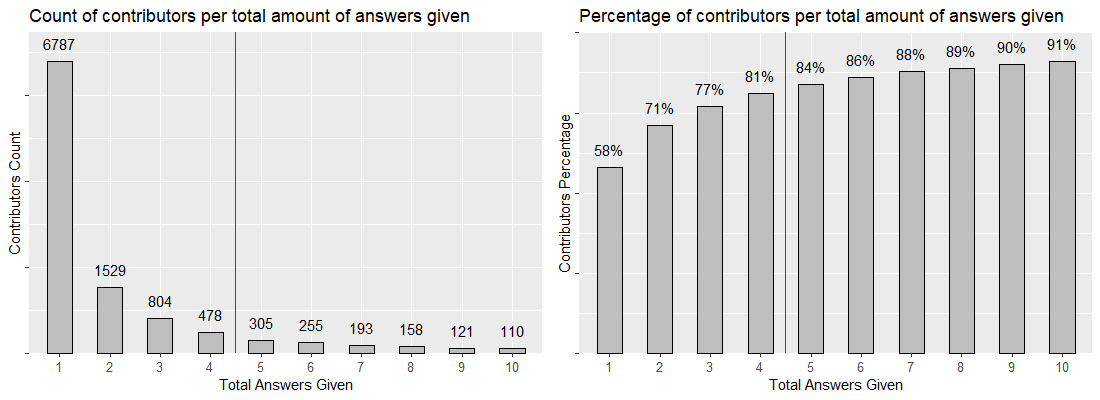 Count of contributors per total amount of answers given
6787
1529
804
478
305
255
193
158
121
110
Contributors Count
1 2 3 4 5 6 7 8 9 10
Total Answers Given
Percentage of contributors per total amount of answers given
58%
71%
77%
81%
84%
86%
88%
89%
90%
91%
Contributors Percentage
1 2 3 4 5 6 7 8 9 10
Total Answers Given